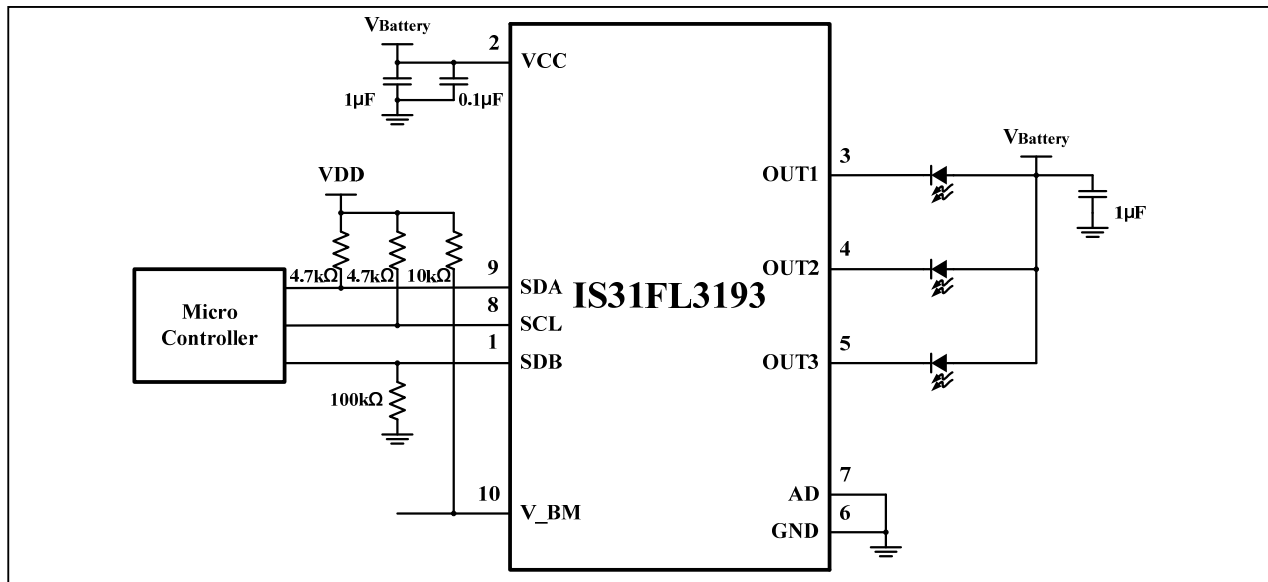 VBattery
2
VCC
1µF
0.1µF
VDD
4.7kΩ
4.7kΩ
10kΩ
9
SDA
8
SCL
1
SDB
Micro
Controller
100kΩ
10
V_BM
IS31FL3193
VBattery
3
OUT1
1µF
4
OUT2
5
OUT3
7
AD
6
GND